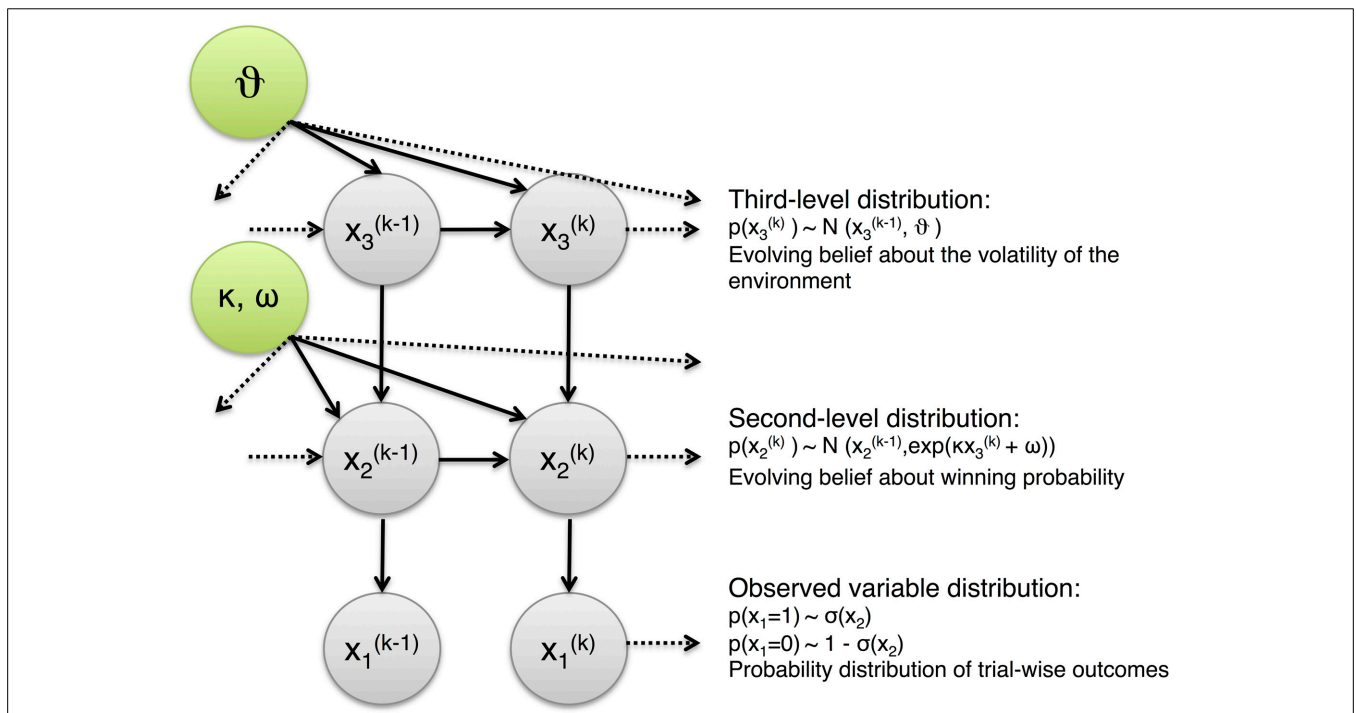 ϑ
x₃⁽ᵏ⁻¹⁾
x₃⁽ᵏ⁾
Third-level distribution:
p(x₃⁽ᵏ⁾ ) ~ N (x₃⁽ᵏ⁻¹⁾, ϑ )
Evolving belief about the volatility of the
environment
κ, ω
x₂⁽ᵏ⁻¹⁾
x₂⁽ᵏ⁾
Second-level distribution:
p(x₂⁽ᵏ⁾ ) ~ N (x₂⁽ᵏ⁻¹⁾,exp(κx₃⁽ᵏ⁾ + ω))
Evolving belief about winning probability
x₁⁽ᵏ⁻¹⁾
x₁⁽ᵏ⁾
Observed variable distribution:
p(x₁=1) ~ σ(x₂)
p(x₁=0) ~ 1 - σ(x₂)
Probability distribution of trial-wise outcomes